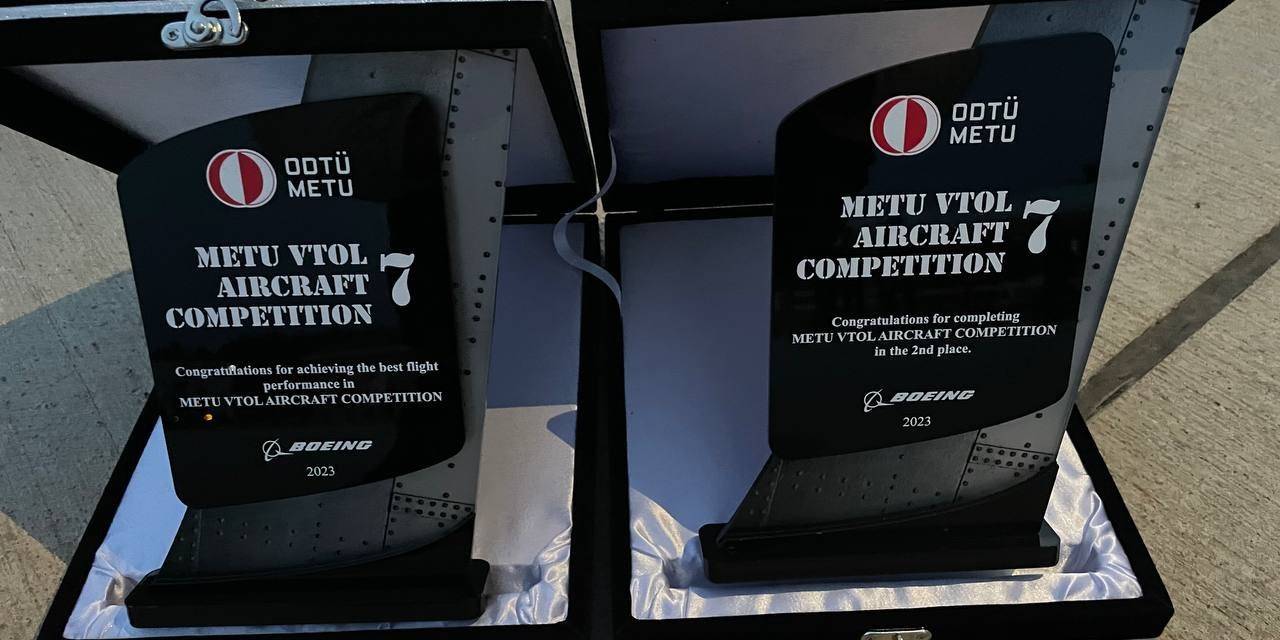 ODTÜ
METU
METU VTOL
AIRCRAFT
COMPETITION
7
Congratulations for achieving the best flight
performance in
METU VTOL AIRCRAFT COMPETITION
BOEING
2023
ODTÜ
METU
METU VTOL
AIRCRAFT
COMPETITION
7
Congratulations for completing
METU VTOL AIRCRAFT COMPETITION
in the 2nd place.
BOEING
2023